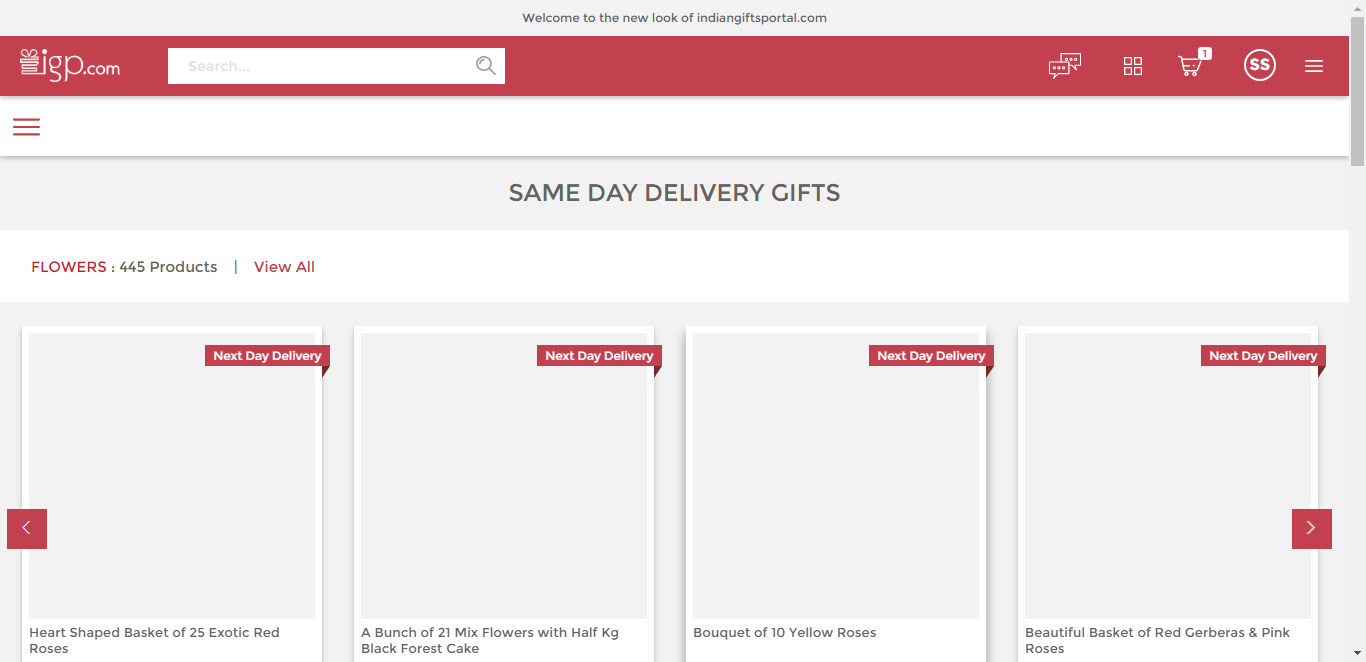 Welcome to the new look of indiangiftsportal.com
igp.com
Search...
1
SS
SAME DAY DELIVERY GIFTS
FLOWERS : 445 Products | View All
Next Day Delivery
Next Day Delivery
Next Day Delivery
Next Day Delivery
Heart Shaped Basket of 25 Exotic Red
Roses
A Bunch of 21 Mix Flowers with Half Kg
Black Forest Cake
Bouquet of 10 Yellow Roses
Beautiful Basket of Red Gerberas & Pink
Roses